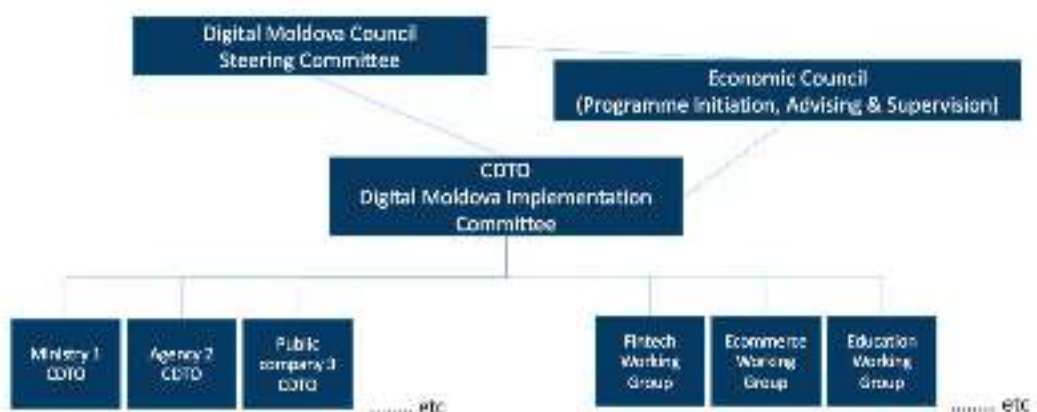 Digital Moldova Council
Steering Committee
Economic Council
(Programme Initiation, Advising & Supervision)
CDTO
Digital Moldova Implementation
Committee
Ministry 1
CDTO
Agency 2
CDTO
Public
company 3
CDTO
........ etc
Fintech
Working
Group
Ecommerce
Working
Group
Education
Working
Group
........ etc